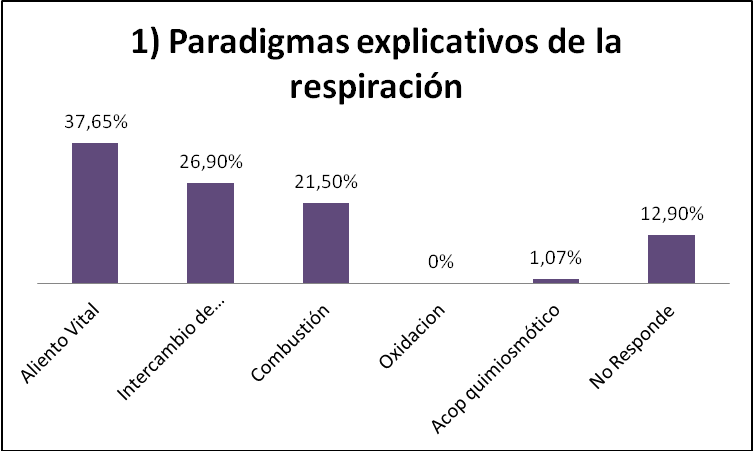 1) Paradigmas explicativos de la
respiración
37,65%
26,90%
21,50%
0%
1,07%
12,90%
Aliento Vital
Intercambio de...
Combustión
Oxidacion
Acop quimiosmótico
No Responde